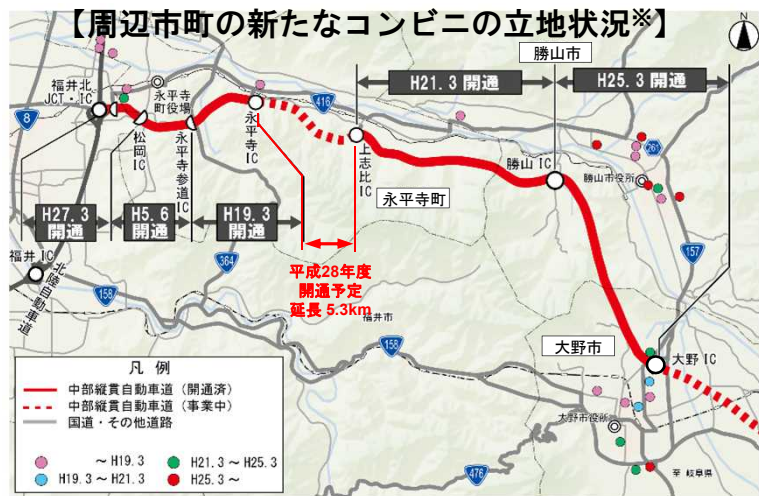 【周辺市町の新たなコンビニの立地状況※】
N
勝山市
福井北
JCT・IC
永平寺
町役場
H21.3 開通
H25.3 開通
8
416
永平寺IC
松岡IC
永平寺参道IC
上志比IC
勝山 IC
261
勝山市役所
永平寺町
H27.3
開通
H5.6
開通
H19.3
開通
157
福井 IC
364
平成28年度
開通予定
延長 5.3km
北陸自動車道
158
福井市
158
大野市
大野 IC
凡 例
中部縦貫自動車道（開通済）
中部縦貫自動車道（事業中）
国道・その他道路
～ H19.3
H21.3 ～ H25.3
H19.3 ～ H21.3
H25.3 ～
大野市役所
476
至 岐阜県